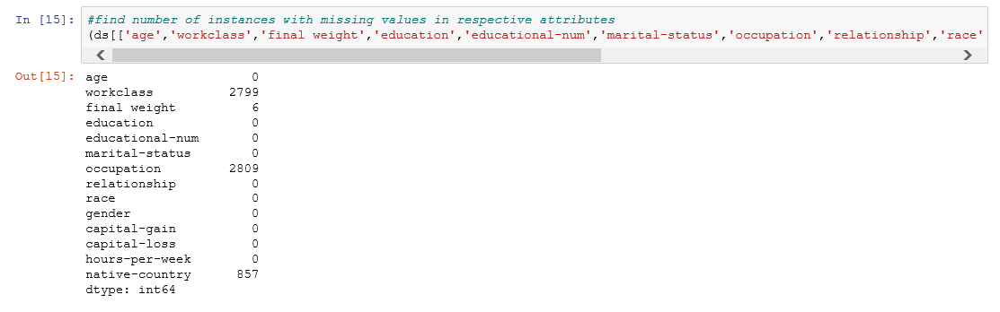 In [15]: #find number of instances with missing values in respective attributes
(ds[['age','workclass','final weight','education','educational-num','marital-status','occupation','relationship','race'
Out[15]: age 0
workclass 2799
final weight 6
education 0
educational-num 0
marital-status 0
occupation 2809
relationship 0
race 0
gender 0
capital-gain 0
capital-loss 0
hours-per-week 0
native-country 857
dtype: int64